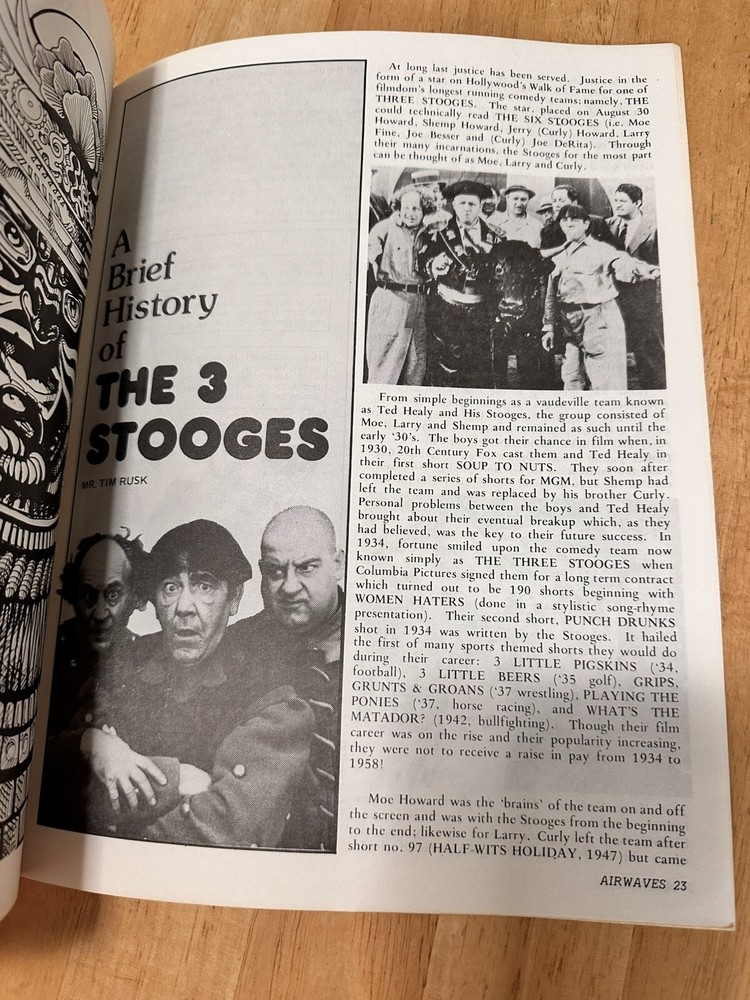 A
Brief
History
of
THE 3
STOOGES
MR. TIM RUSK
At long last justice has been served. Justice in the
form of a star on Hollywood's Walk of Fame for one of
filmdom's longest running comedy teams; namely, THE
THREE STOOGES. The star, placed on August 30
could technically read THE SIX STOOGES (i.e. Moe
Howard, Shemp Howard, Jerry (Curly) Howard, Larry
Fine, Joe Besser and (Curly) Joe DeRita). Through
their many incarnations, the Stooges for the most part
can be thought of as Moe, Larry and Curly.
From simple beginnings as a vaudeville team known
as Ted Healy and His Stooges, the group consisted of
Moe, Larry and Shemp and remained as such until the
early '30's. The boys got their chance in film when, in
1930, 20th Century Fox cast them and Ted Healy in
their first short SOUP TO NUTS. They soon after
completed a series of shorts for MGM, but Shemp had
left the team and was replaced by his brother Curly.
Personal problems between the boys and Ted Healy
brought about their eventual breakup which, as they
had believed, was the key to their future success. In
1934, fortune smiled upon the comedy team now
known simply as THE THREE STOOGES when
Columbia Pictures signed them for a long term contract
which turned out to be 190 shorts beginning with
WOMEN HATERS (done in a stylistic song-rhyme
presentation). Their second short, PUNCH DRUNKS
shot in 1934 was written by the Stooges. It hailed
the first of many sports themed shorts they would do
during their career: 3 LITTLE PIGSKINS ('34,
football), 3 LITTLE BEERS ('35 golf), GRIPS,
GRUNTS & GROANS ('37 wrestling), PLAYING THE
PONIES ('37, horse racing), and WHAT'S THE
MATADOR? (1942, bullfighting). Though their film
career was on the rise and their popularity increasing,
they were not to receive a raise in pay from 1934 to
1958!
Moe Howard was the 'brains' of the team on and off
the screen and was with the Stooges from the beginning
to the end; likewise for Larry. Curly left the team after
short no. 97 (HALF-WITS HOLIDAY, 1947) but came
AIRWAVES 23